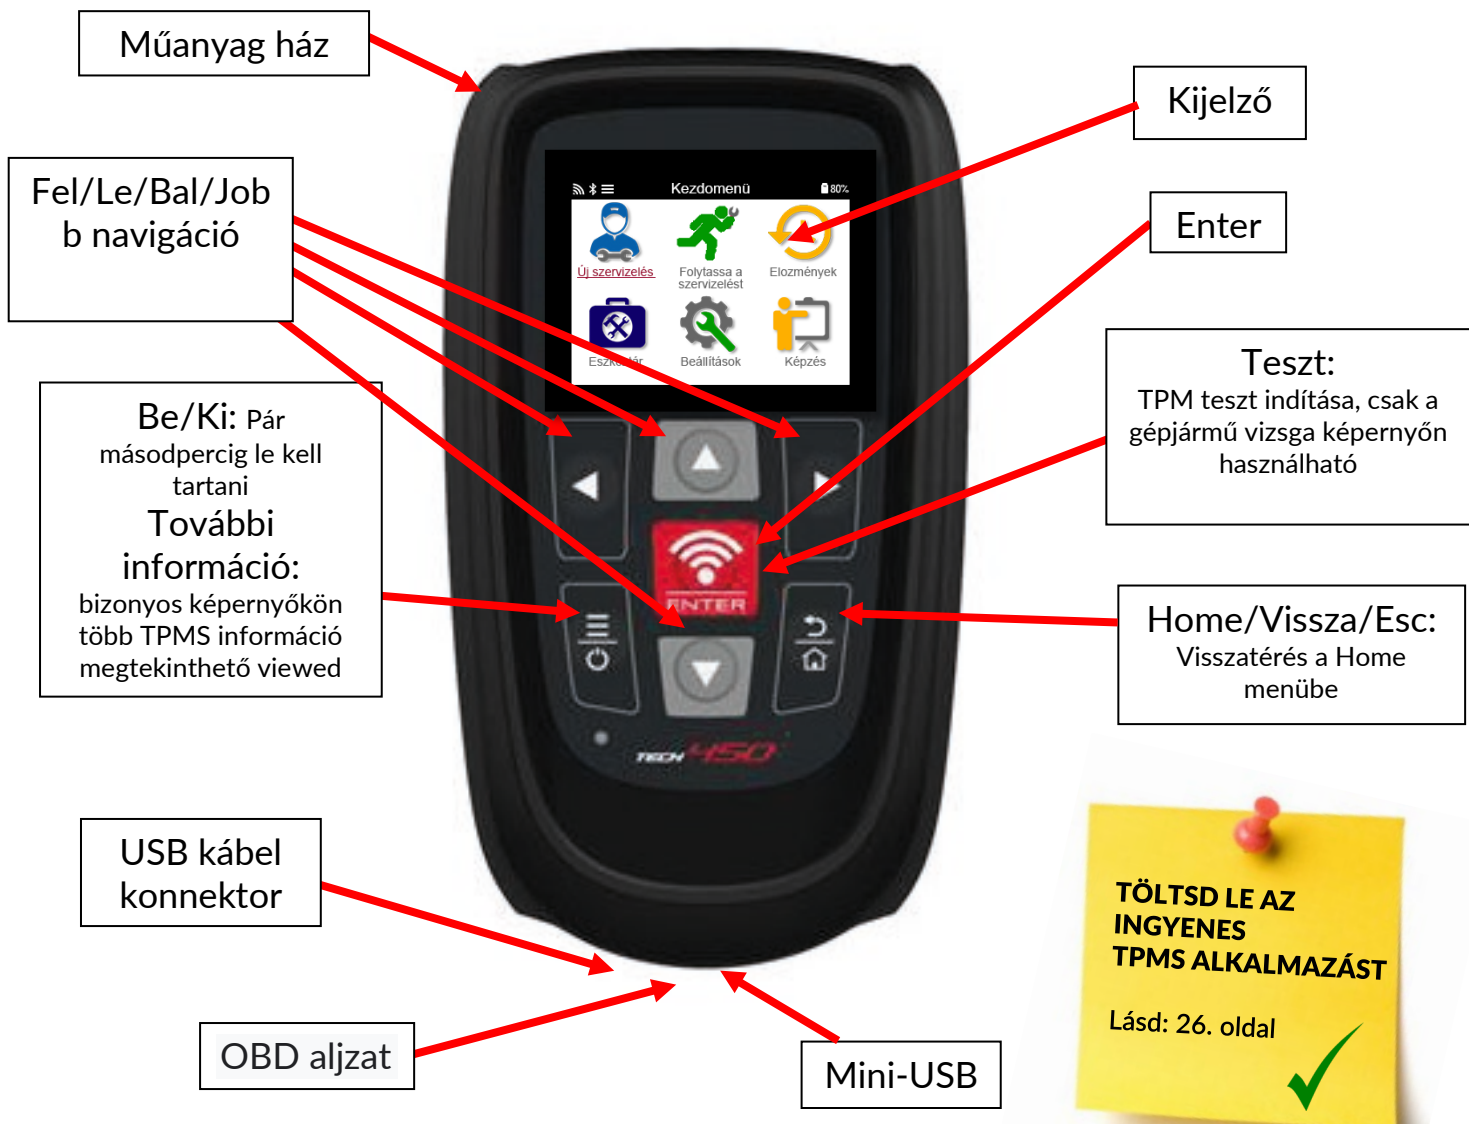 Műanyag ház
Kijelző
Fel/Le/Bal/Job
b navigáció
Enter
Kezdomenü
80%
Új szervizelés
Folytassa a
szervizelést
Elozmények
Beállítások
Képzés
Be/Ki: Pár
másodpercig le kell
tartani
További
információ:
bizonyos képernyőkön
több TPMS információ
megtekinthető viewed
Teszt:
TPM teszt indítása, csak a
gépjármű vizsga képernyőn
használható
ENTER
Home/Vissza/Esc:
Visszatérés a Home
menübe
TECH 450
USB kábel
konnektor
OBD aljzat
Mini-USB
TÖLTSD LE AZ
INGYENES
TPMS ALKALMAZÁST
Lásd: 26. oldal